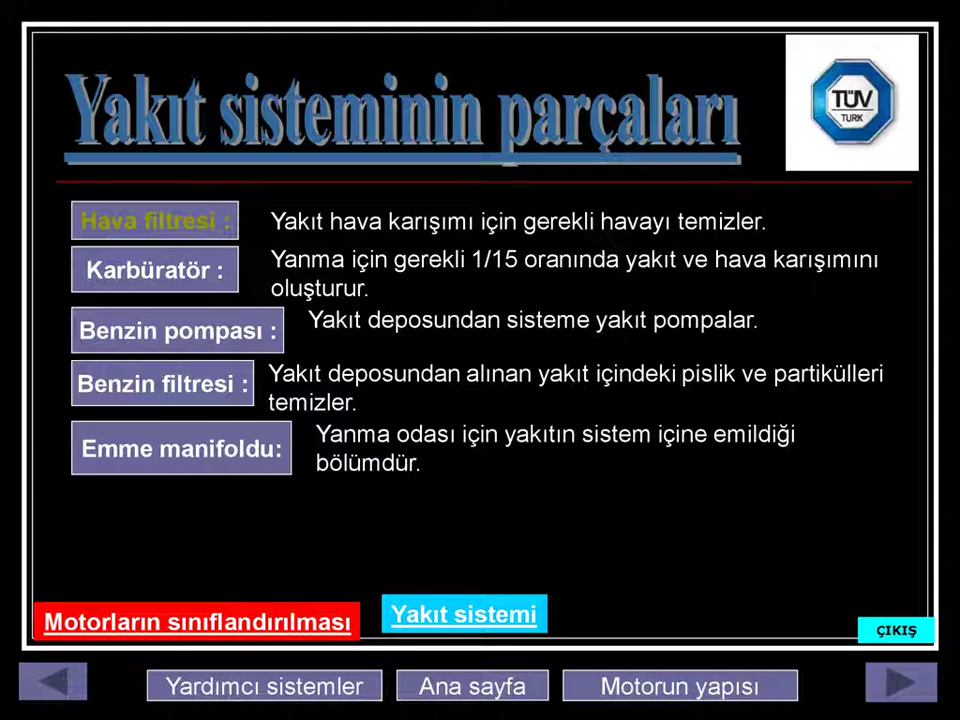 Yakıt sisteminin parçaları
TÜV
TURK
Hava filtresi :
Yakıt hava karışımı için gerekli havayı temizler.
Karbüratör :
Yanma için gerekli 1/15 oranında yakıt ve hava karışımını
oluşturur.
Benzin pompası :
Yakıt deposundan sisteme yakıt pompalar.
Benzin filtresi :
Yakıt deposundan alınan yakıt içindeki pislik ve partikülleri
temizler.
Emme manifoldu:
Yanma odası için yakıtın sistem içine emildiği
bölümdür.
Motorların sınıflandırılması
Yakıt sistemi
ÇIKIŞ
Yardımcı sistemler
Ana sayfa
Motorun yapısı